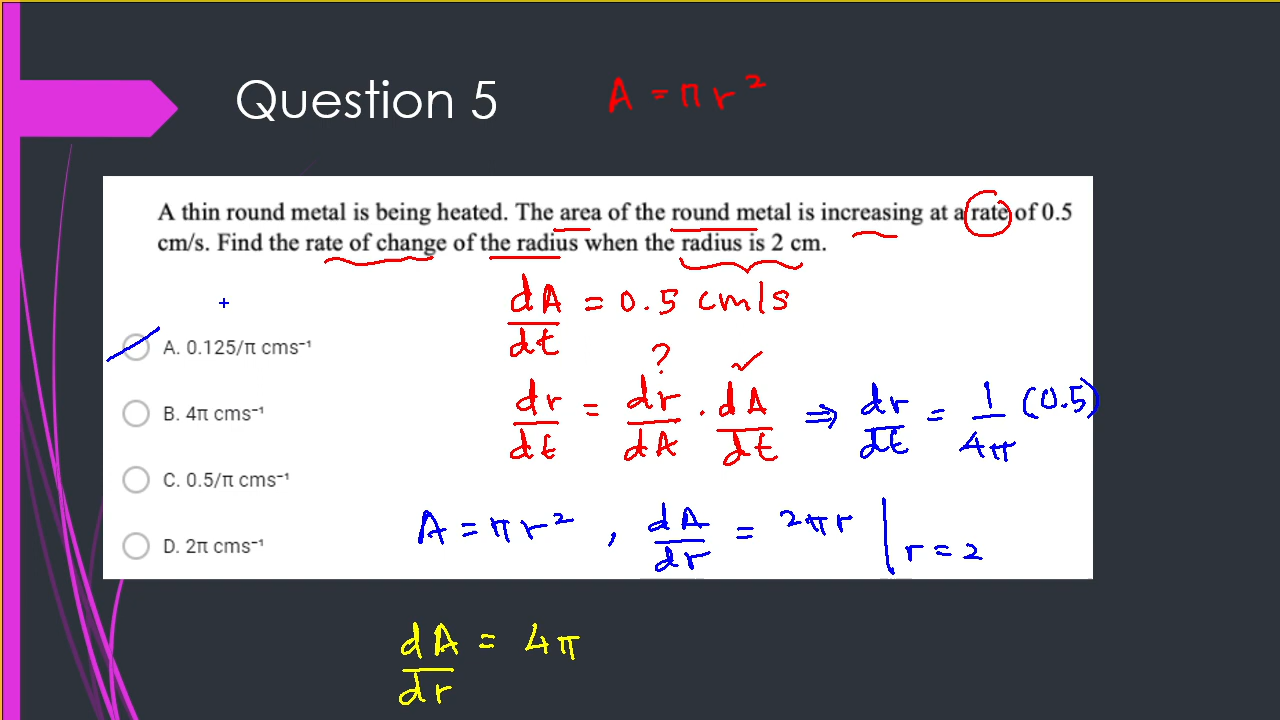 Question 5
A = πr²
A thin round metal is being heated. The area of the round metal is increasing at a rate of 0.5
cm/s. Find the rate of change of the radius when the radius is 2 cm.
dA/dt = 0.5 cm/s
?
dr/dt = dr/dA · dA/dt ⇒ dr/dt = 1/4π (0.5)
A. 0.125/π cms⁻¹
B. 4π cms⁻¹
C. 0.5/π cms⁻¹
D. 2π cms⁻¹
A = πr² , dA/dr = 2πr | r = 2
dA/dr = 4π